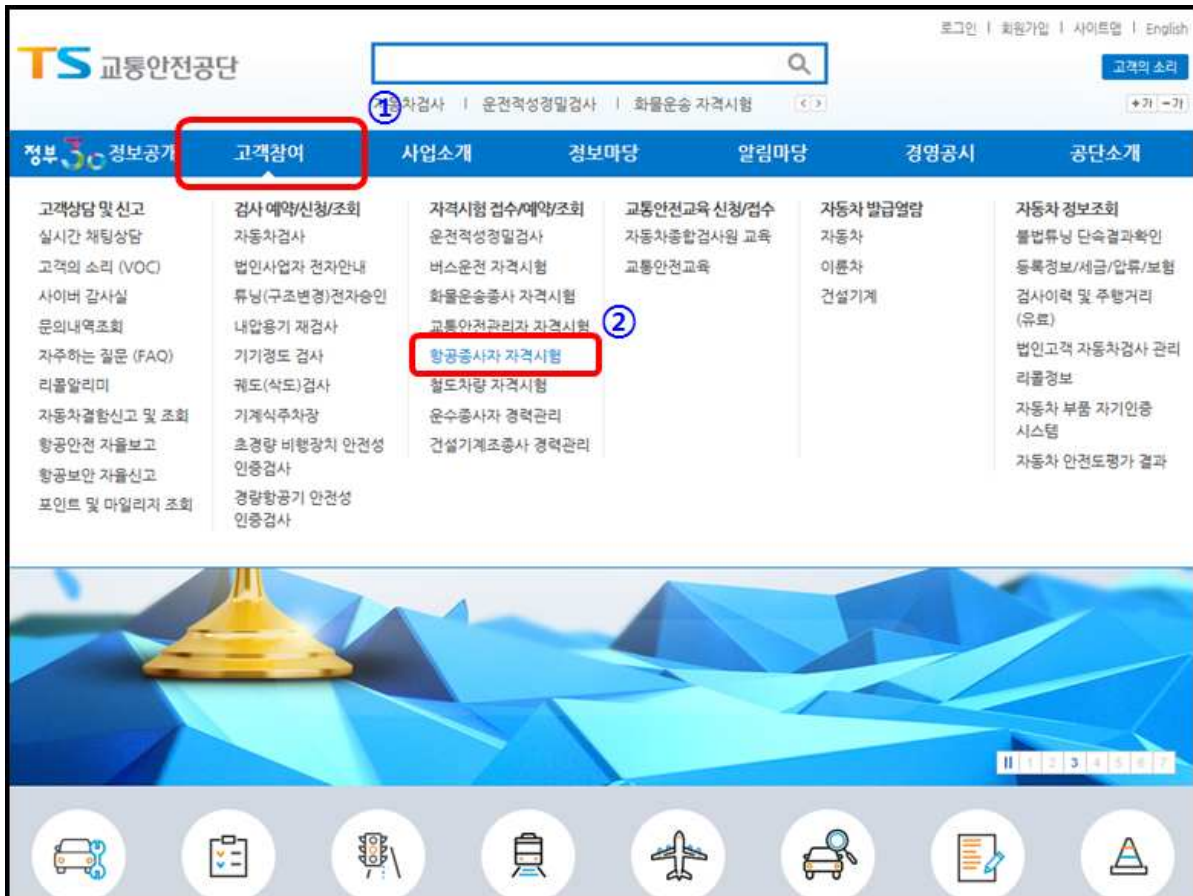 로그인 | 회원가입 | 사이트맵 | English
TS 교통안전공단
고객의 소리
자동차검사 | 운전적성정밀검사 | 화물운송 자격시험 < >
+가 -가
①
정부3.0 정보공개 고객참여 사업소개 정보마당 알림마당 경영공시 공단소개
고객상담 및 신고
실시간 채팅상담
고객의 소리 (VOC)
사이버 감사실
문의내역조회
자주하는 질문 (FAQ)
리콜알리미
자동차결함신고 및 조회
항공안전 자율보고
항공보안 자율신고
포인트 및 마일리지 조회
검사 예약/신청/조회
자동차검사
법인사업자 전자안내
튜닝(구조변경)전자승인
내압용기 재검사
기기정도 검사
궤도(삭도)검사
기계식주차장
초경량 비행장치 안전성
인증검사
경량항공기 안전성
인증검사
자격시험 접수/예약/조회
운전적성정밀검사
버스운전 자격시험
화물운송종사 자격시험
교통안전관리자 자격시험
②
항공종사자 자격시험
철도차량 자격시험
운수종사자 경력관리
건설기계조종사 경력관리
교통안전교육 신청/접수
자동차종합검사원 교육
교통안전교육
자동차 발급열람
자동차
이륜차
건설기계
자동차 정보조회
불법튜닝 단속결과확인
등록정보/세금/압류/보험
검사이력 및 주행거리
(유료)
법인고객 자동차검사 관리
리콜정보
자동차 부품 자기인증
시스템
자동차 안전도평가 결과
1 2 3 4 5 6 7